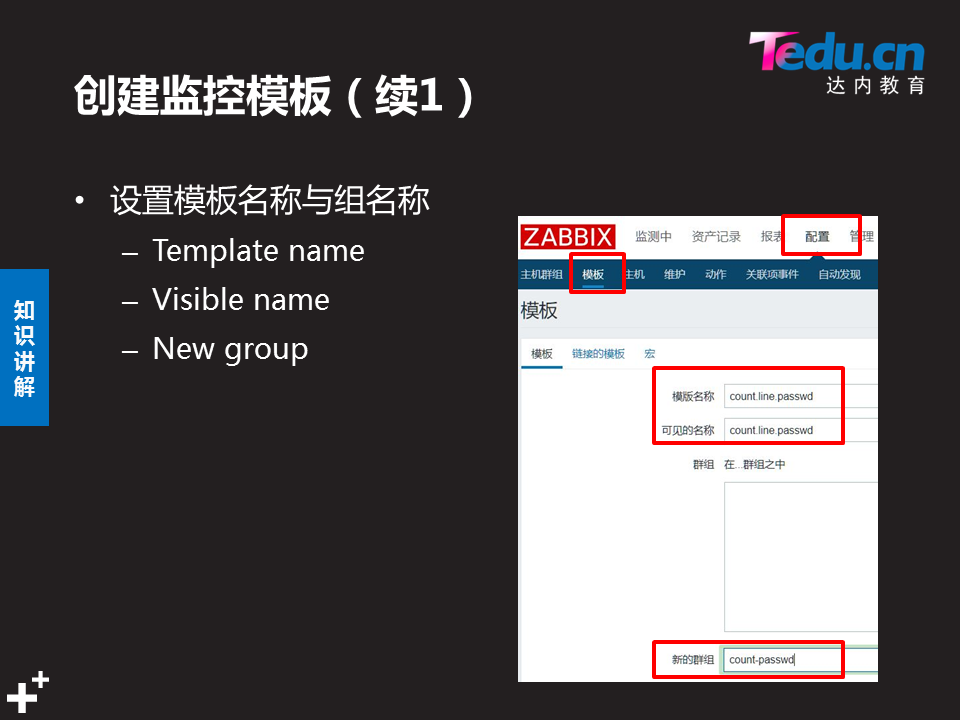 Tedu.cn
达内教育
创建监控模板（续1）
• 设置模板名称与组名称
– Template name
– Visible name
– New group
知识讲解
ZABBIX 监测中 资产记录 报表 配置 管理
主机群组 模板 主机 维护 动作 关联项事件 自动发现
模板
模板 链接的模板 宏
模版名称 count.line.passwd
可见的名称 count.line.passwd
群组 在...群组之中
新的群组 count-passwd